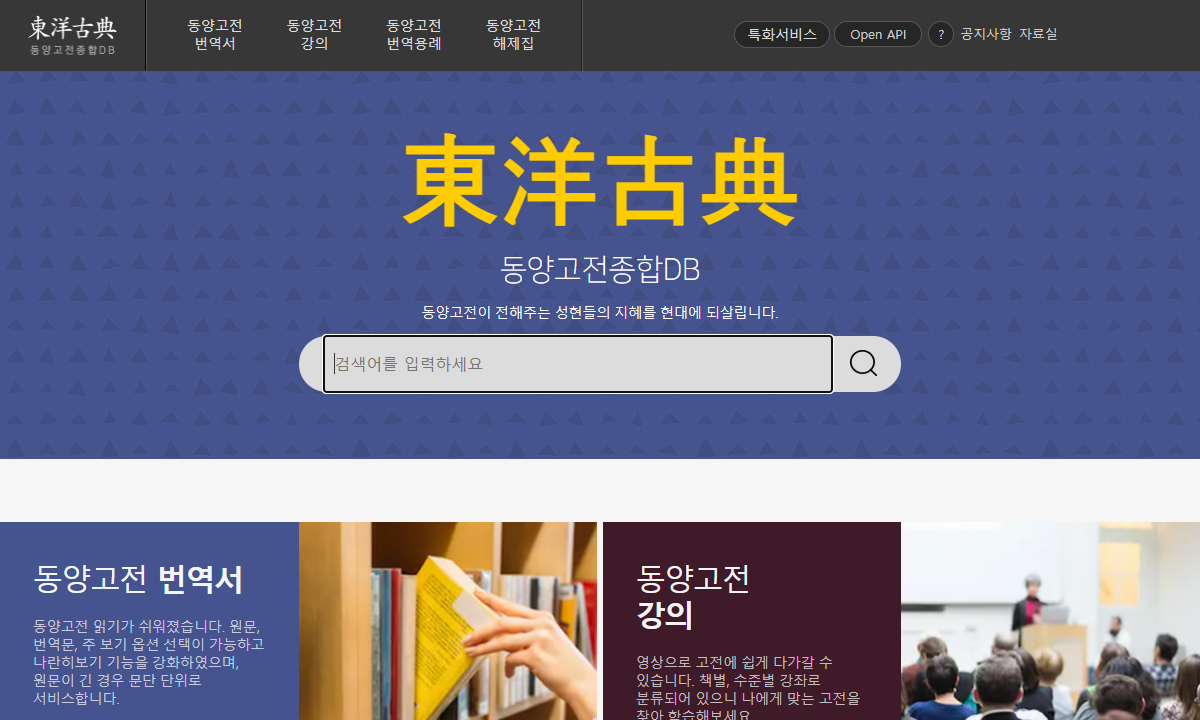 東洋古典
동양고전종합DB
동양고전
번역서
동양고전
강의
동양고전
번역용례
동양고전
해제집
특화서비스
Open API
?
공지사항
자료실
東洋古典
동양고전종합DB
동양고전이 전해주는 성현들의 지혜를 현대에 되살립니다.
검색어를 입력하세요
동양고전 번역서
동양고전 읽기가 쉬워졌습니다. 원문,
번역문, 주 보기 옵션 선택이 가능하고
나란히보기 기능을 강화하였으며,
원문이 긴 경우 문단 단위로
서비스합니다.
동양고전
강의
영상으로 고전에 쉽게 다가갈 수
있습니다. 책별, 수준별 강좌로
분류되어 있으니 나에게 맞는 고전을
찾아 학습해보세요